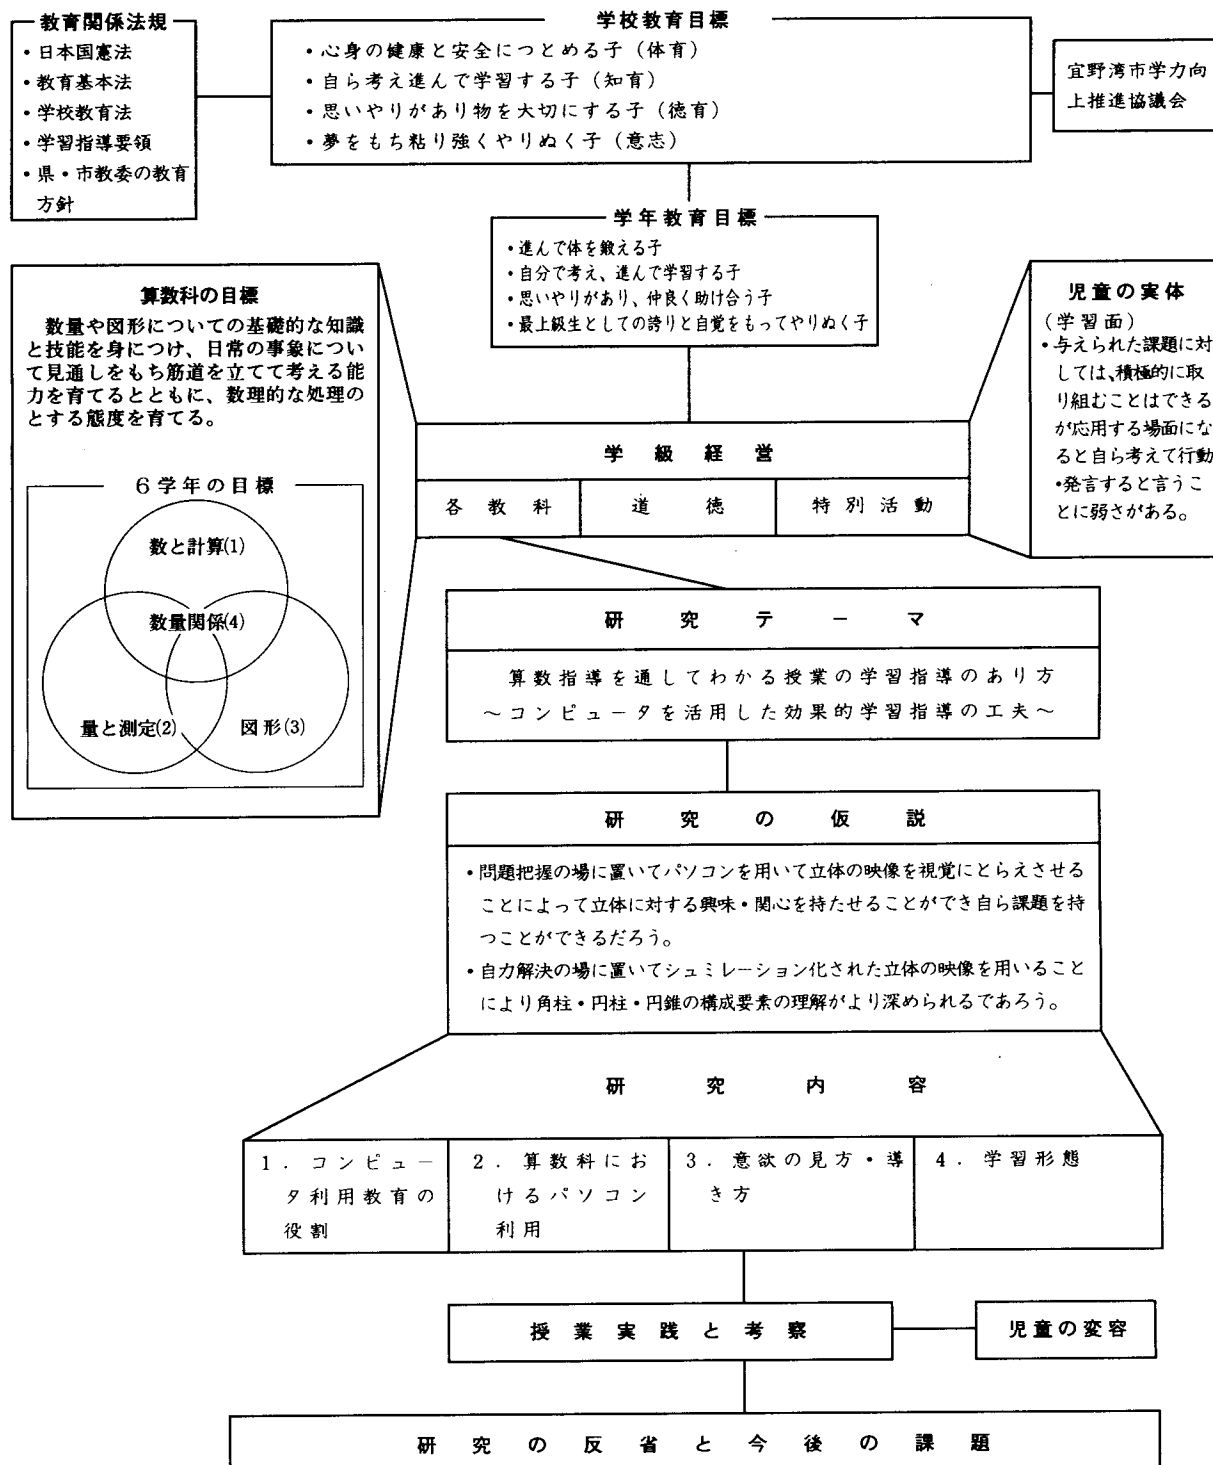 教育関係法規
・日本国憲法
・教育基本法
・学校教育法
・学習指導要領
・県・市教委の教育
方針
学校教育目標
・心身の健康と安全につとめる子（体育）
・自ら考え進んで学習する子（知育）
・思いやりがあり物を大切にする子（徳育）
・夢をもち粘り強くやりぬく子（意志）
宜野湾市学力向
上推進協議会
学年教育目標
・進んで体を鍛える子
・自分で考え、進んで学習する子
・思いやりがあり、仲良く助け合う子
・最上級生としての誇りと自覚をもってやりぬく子
算数科の目標
数量や図形についての基礎的な知識
と技能を身につけ、日常の事象につい
て見通しをもち筋道を立てて考える能
力を育てるとともに、数理的な処理の
とする態度を育てる。
6学年の目標
数と計算(1)
数量関係(4)
量と測定(2)
図形(3)
児童の実体
（学習面）
・与えられた課題に対
しては、積極的に取
り組むことはできる
が応用する場面にな
ると自ら考えて行動
・発言すると言うこ
とに弱さがある。
学級経営
各教科
道徳
特別活動
研究テーマ
算数指導を通してわかる授業の学習指導のあり方
～コンピュータを活用した効果的学習指導の工夫～
研究の仮説
・問題把握の場に置いてパソコンを用いて立体の映像を視覚にとらえさせる
ことによって立体に対する興味・関心を持たせることができ自ら課題を持
つことができるだろう。
・自力解決の場に置いてシュミレーション化された立体の映像を用いること
により角柱・円柱・円錐の構成要素の理解がより深められるであろう。
研究内容
1．コンピュー
タ利用教育の
役割
2．算数科にお
けるパソコン
利用
3．意欲の見方・導
き方
4．学習形態
授業実践と考察
児童の変容
研究の反省と今後の課題